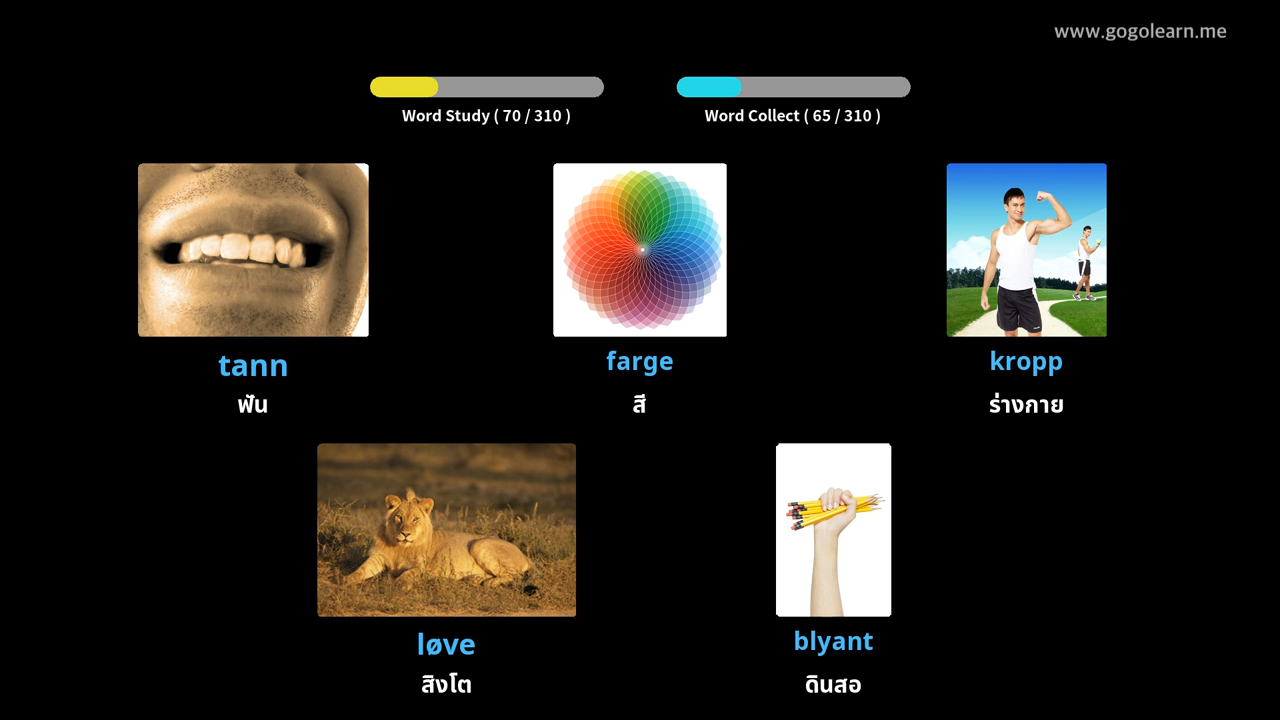 www.gogolearn.me
Word Study ( 70 / 310 )
Word Collect ( 65 / 310 )
tann
ฟัน
farge
สี
kropp
ร่างกาย
løve
สิงโต
blyant
ดินสอ